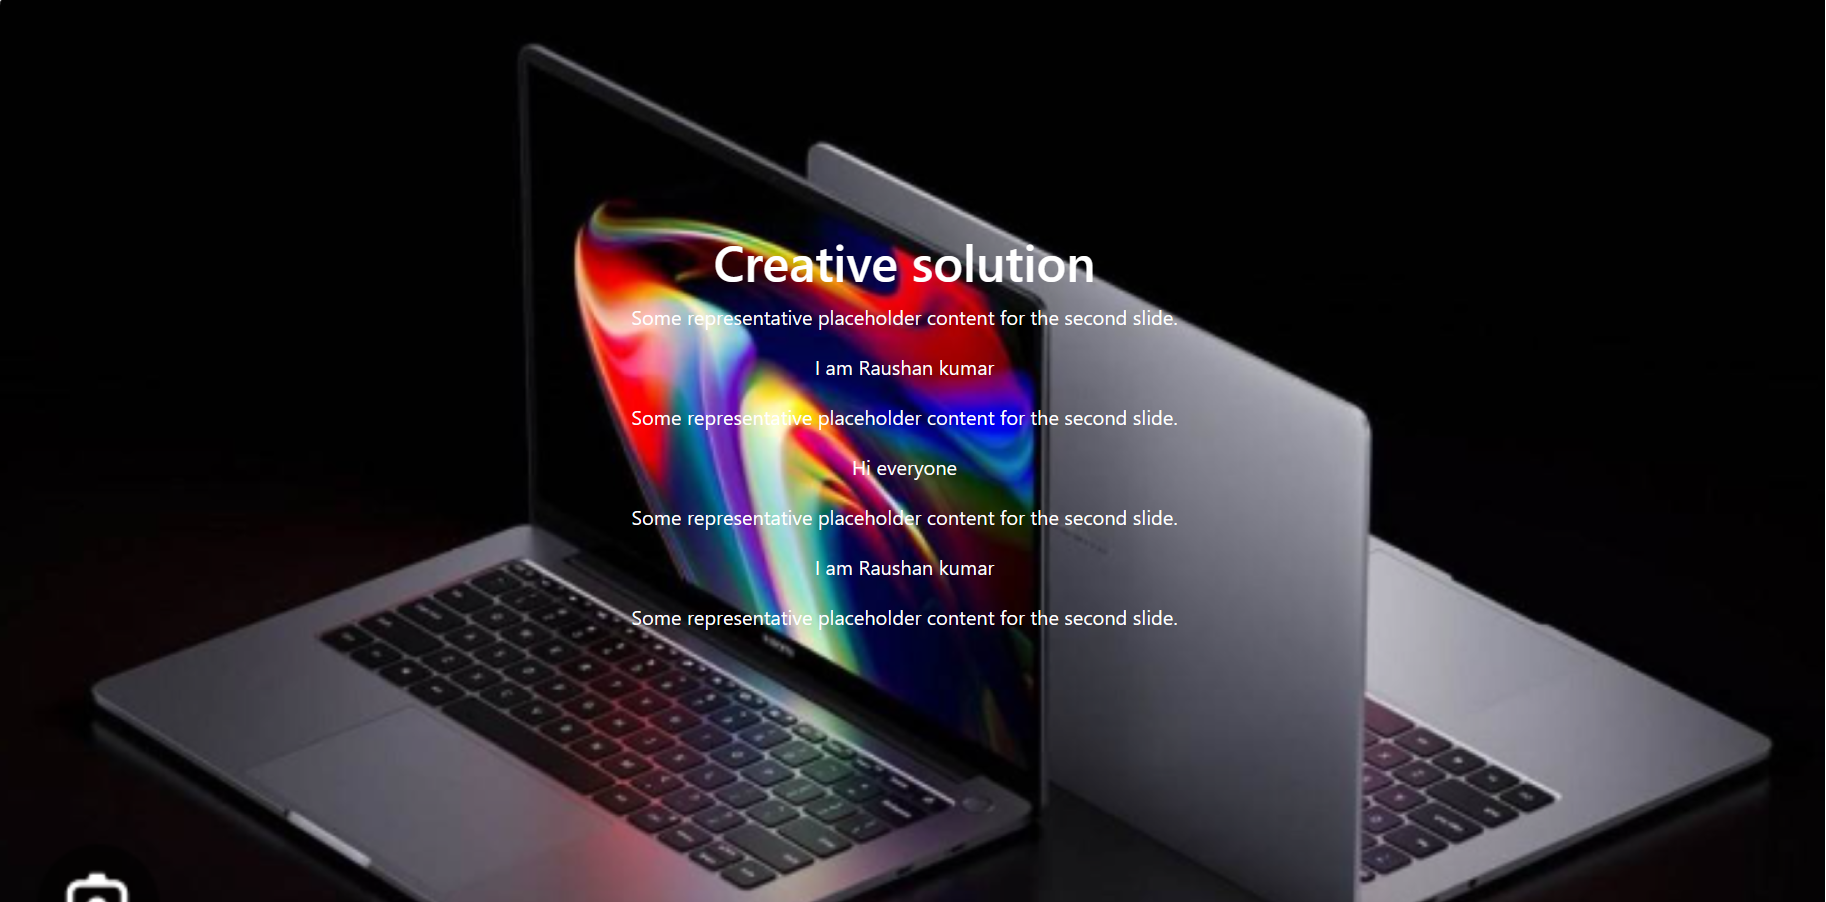 Creative solution
Some representative placeholder content for the second slide.
I am Raushan kumar
Some representative placeholder content for the second slide.
Hi everyone
Some representative placeholder content for the second slide.
I am Raushan kumar
Some representative placeholder content for the second slide.